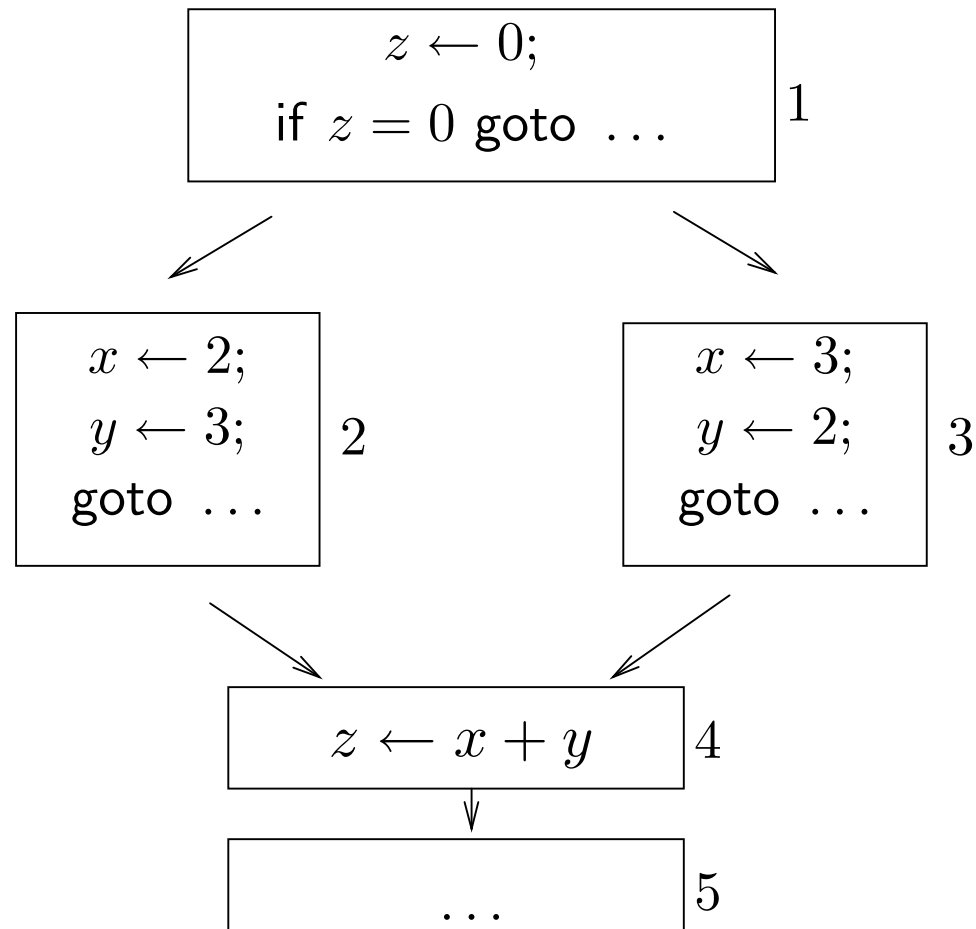 z ← 0;
if z = 0 goto ...
1
x ← 2;
y ← 3;
goto ...
2
x ← 3;
y ← 2;
goto ...
3
z ← x + y
4
...
5